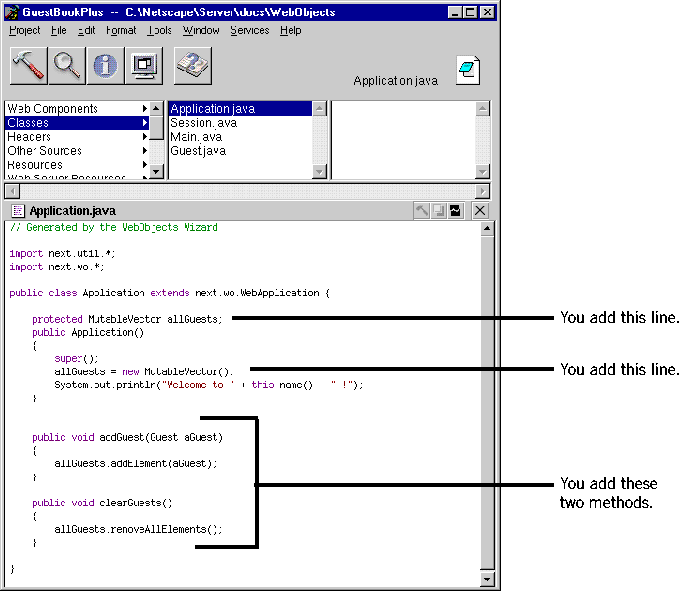 GuestBookPlus -- C:\Netscape\Server\docs\WebObjects
Project File Edit Format Tools Window Services Help
Application.java
Web Components
Classes
Headers
Other Sources
Resources
Web Server Resources
Application.java
Session.java
Main.java
Guest.java
Application.java
// Generated by the WebObjects Wizard
import next.util.*;
import next.wo.*;
public class Application extends next.wo.WebApplication {
protected MutableVector allGuests;
You add this line.
public Application()
{
super();
allGuests = new MutableVector();
You add this line.
System.out.println("Welcome to " + this.name() + " !");
}
public void addGuest(Guest aGuest)
{
allGuests.addElement(aGuest);
}
You add these
two methods.
public void clearGuests()
{
allGuests.removeAllElements();
}
}